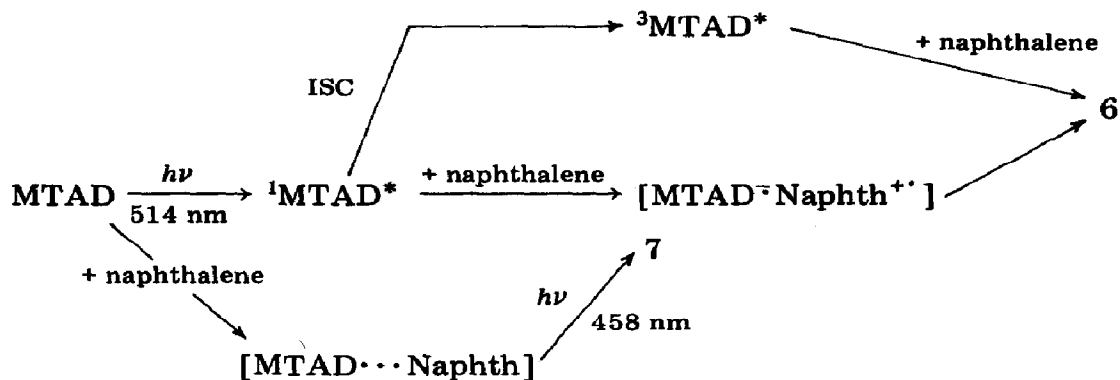 ³MTAD*
+ naphthalene
ISC
6
MTAD hν 514 nm ¹MTAD* + naphthalene [MTAD⁻· Naphth⁺·]
+ naphthalene
7
hν
458 nm
[MTAD··· Naphth]